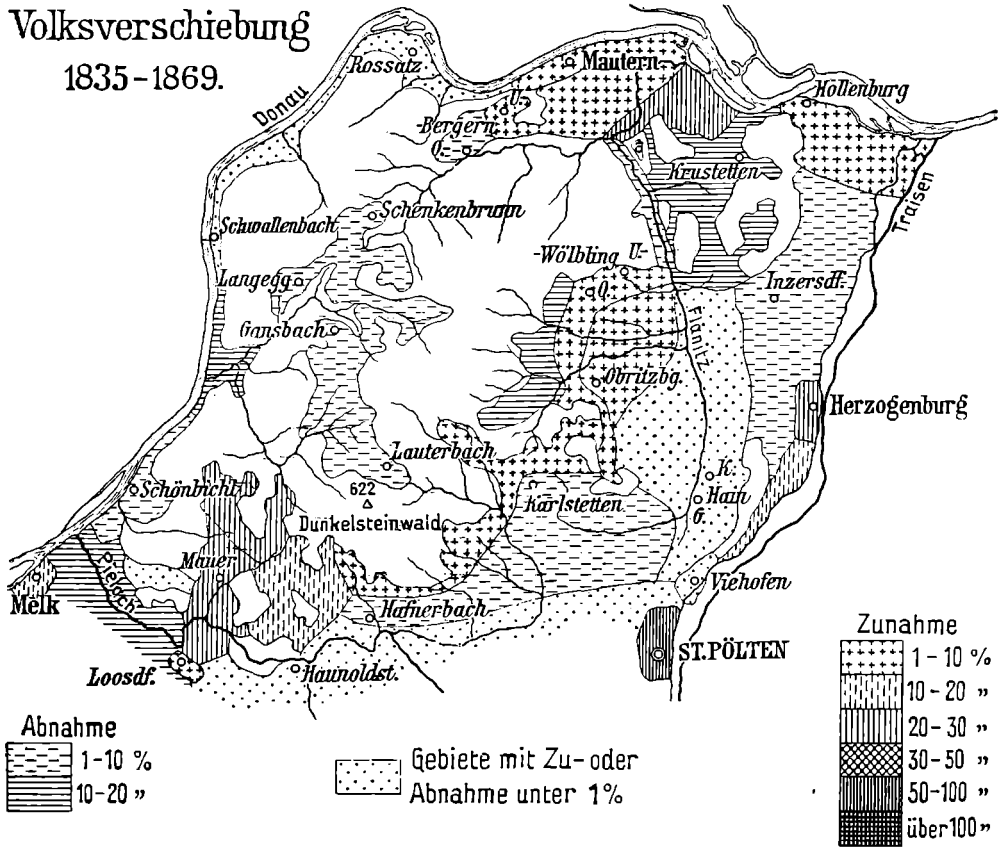 Volksverschiebung
1835-1869.
Donau
Rossatz
Mautern
Hollenburg
U.-
-Bergern
O.-
Krustetten
Traisen
Schenkenbrunn
Schwallenbach
-Wölbling U.-
O.
Langegg
Inzersdf.
Gansbach
Fladnitz
Obritzbg.
Herzogenburg
Lauterbach
K.
Schönbichl
622
Karlstetten
Hain
G.
Dunkelsteinwald
Mauer
Viehofen
Pielach
Melk
Hafnerbach
ST. PÖLTEN
Loosdf.
Haunoldst.
Abnahme
1-10 %
10-20 "
Gebiete mit Zu- oder
Abnahme unter 1%
Zunahme
1-10 %
10-20 "
20-30 "
30-50 "
50-100 "
über 100 "